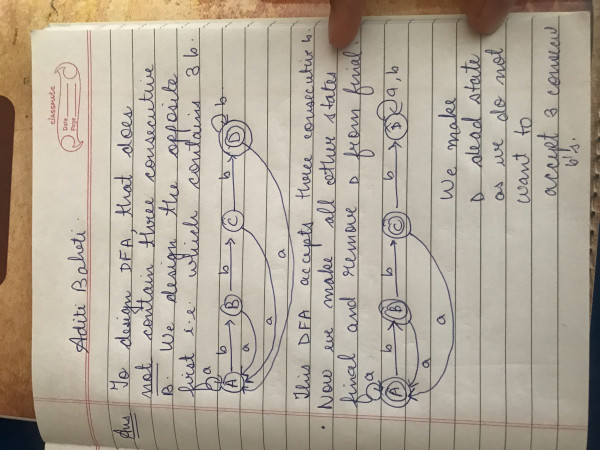 classmate
Date
Page
Aditi Baheti
Ans To design DFA, that does
not contain three consecutive
B. We design the opposite
first i.e. which contains 3 b.
a
A b B b C b D b
a
a
This DFA accepts three consecutive b.
• Now we make all other states
final and remove D from final.
a
A b B b C b D a, b
a
a
We make
D dead state
as we do not
want to
accept 3 consecu
b's.